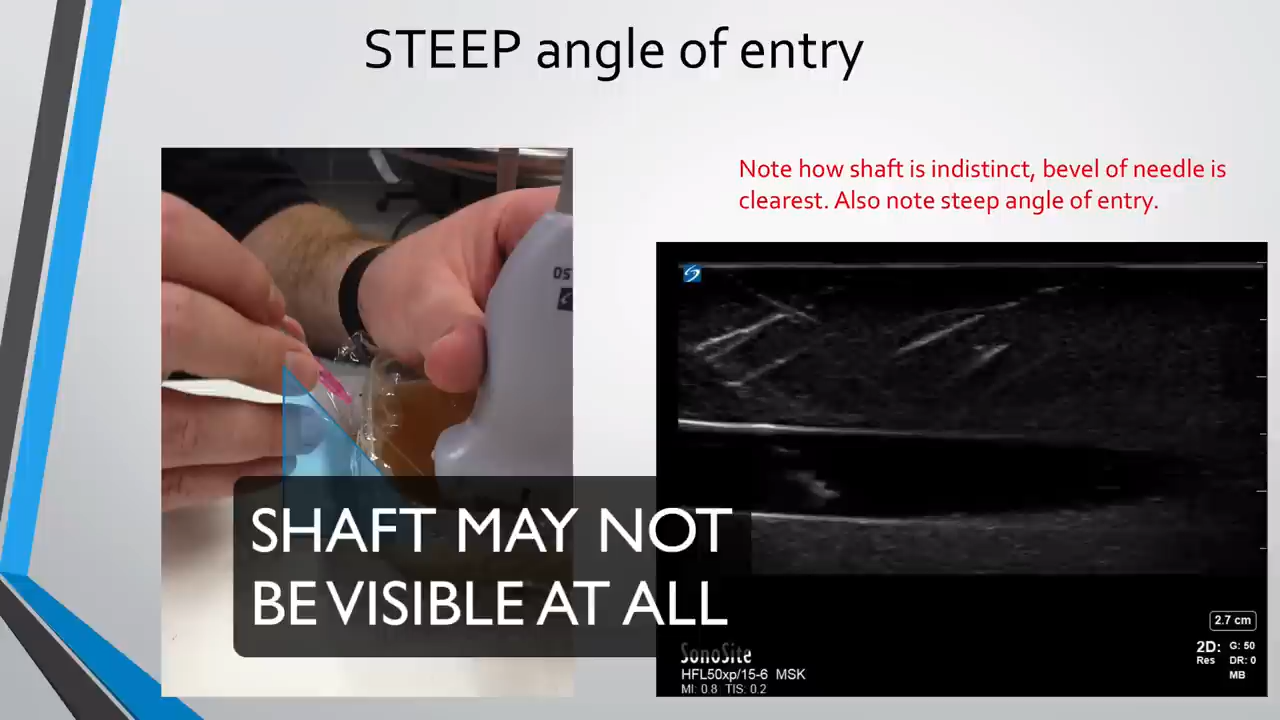 STEEP angle of entry
Note how shaft is indistinct, bevel of needle is
clearest. Also note steep angle of entry.
SHAFT MAY NOT
BE VISIBLE AT ALL
2.7 cm
SonoSite
HFL50xp/15-6 MSK
MI: 0.8 TIS: 0.2
2D: G: 50
Res DR: 0
MB